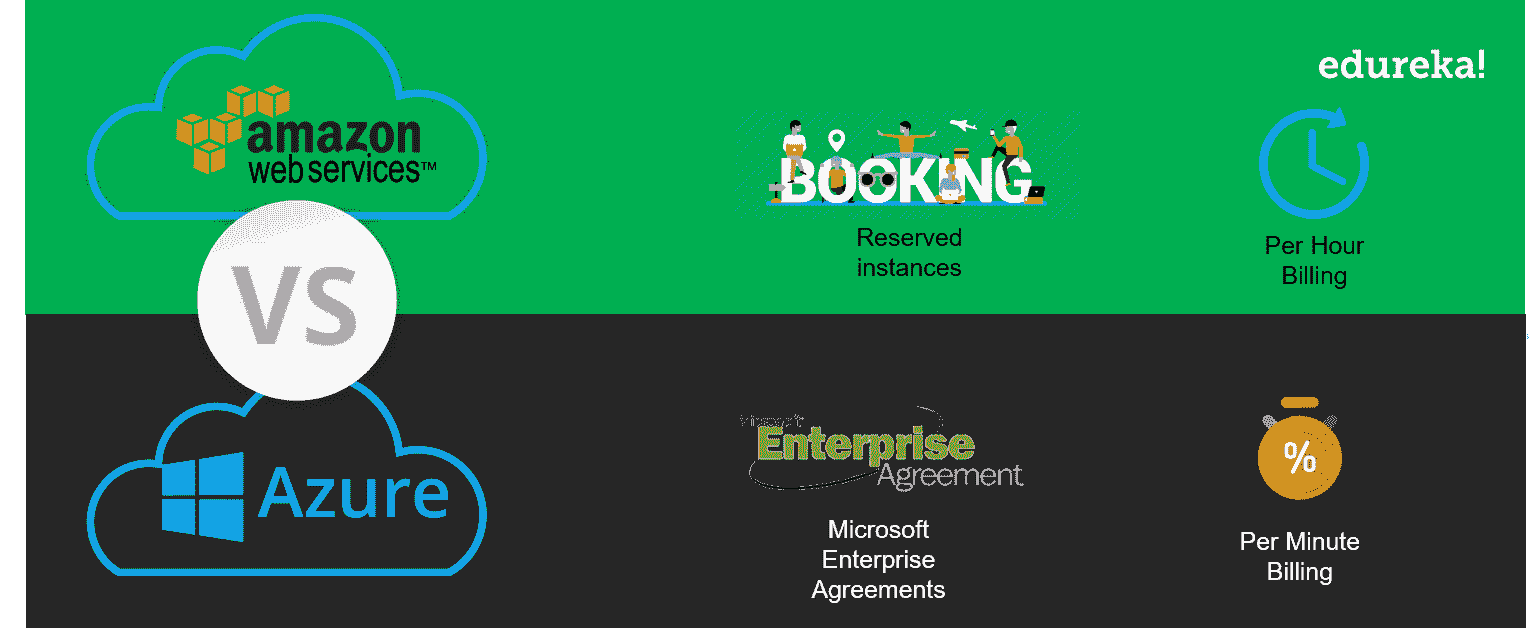 edureka!
amazon
web services™
BOOKING
Reserved
instances
Per Hour
Billing
VS
Azure
Microsoft
Enterprise
Agreement
Microsoft
Enterprise
Agreements
%
Per Minute
Billing